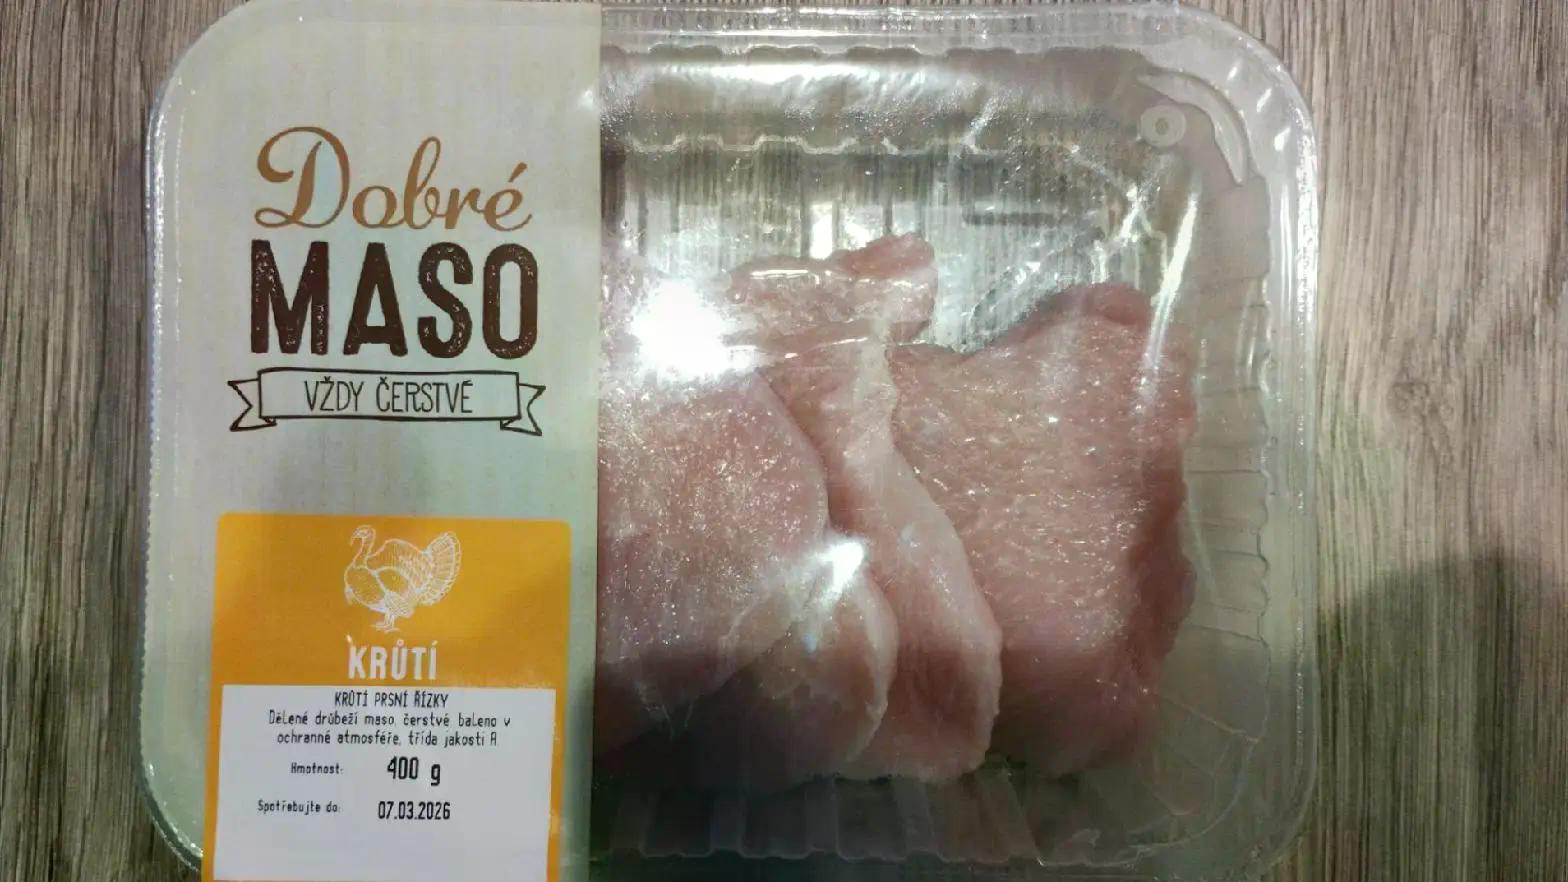 Dobré
MASO
VŽDY ČERSTVÉ
KRŮTÍ
KRŮTÍ PRSNÍ ŘÍZKY
Dělené drůbeží maso, čerstvé baleno v
ochranné atmosféře, třída jakosti A
Hmotnost: 400 g
Spotřebujte do: 07.03.2026